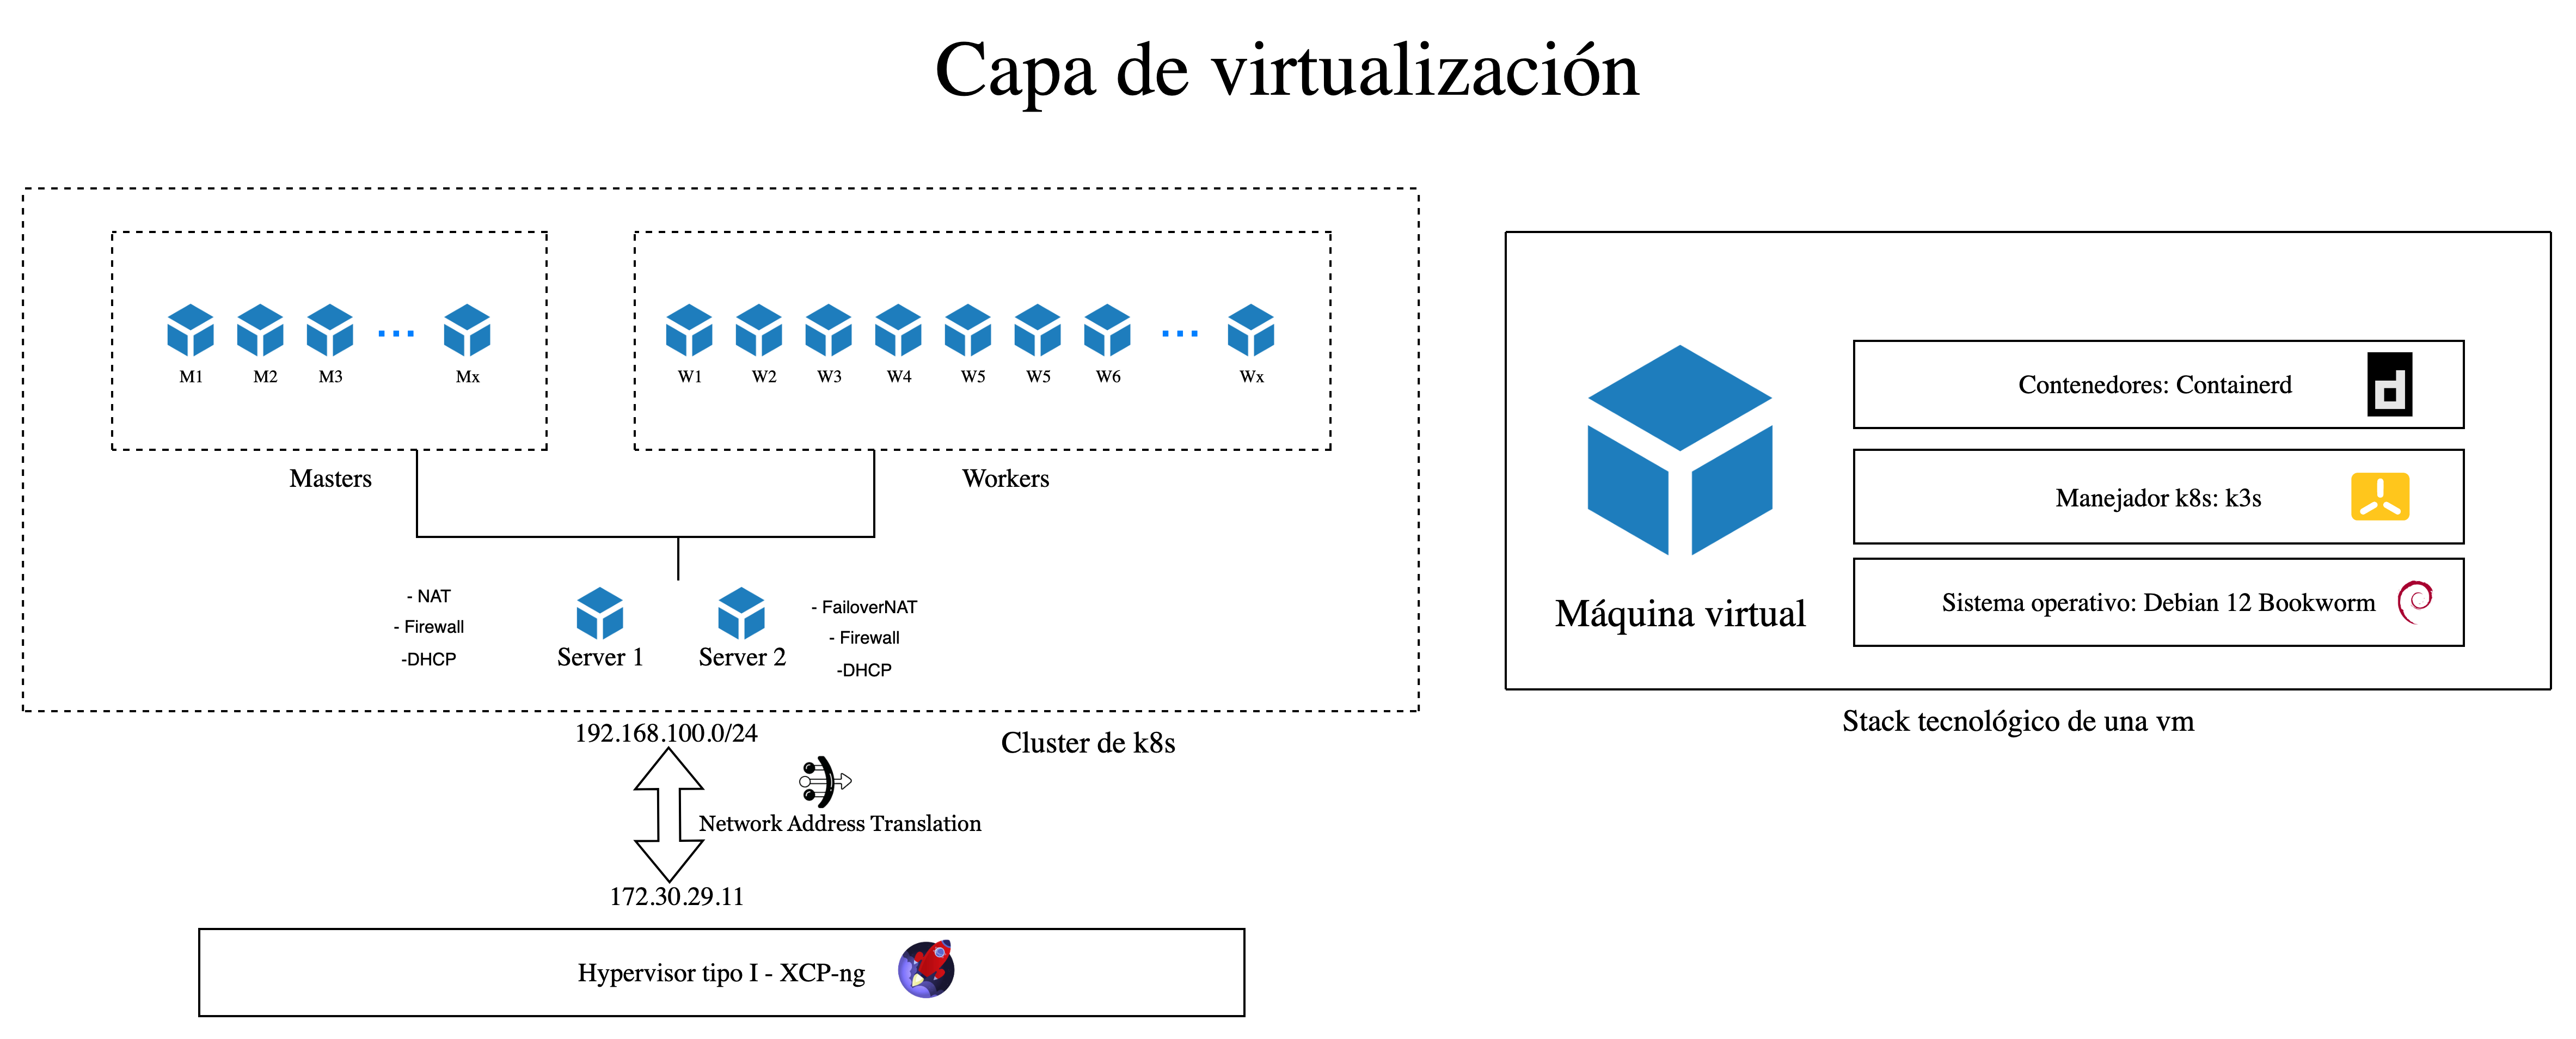 Capa de virtualización
M1
M2
M3
Mx
W1
W2
W3
W4
W5
W5
W6
Wx
Masters
Workers
- NAT
- Firewall
-DHCP
Server 1
Server 2
- FailoverNAT
- Firewall
-DHCP
192.168.100.0/24
Cluster de k8s
Network Address Translation
172.30.29.11
Hypervisor tipo I - XCP-ng
Máquina virtual
Contenedores: Containerd
Manejador k8s: k3s
Sistema operativo: Debian 12 Bookworm
Stack tecnológico de una vm